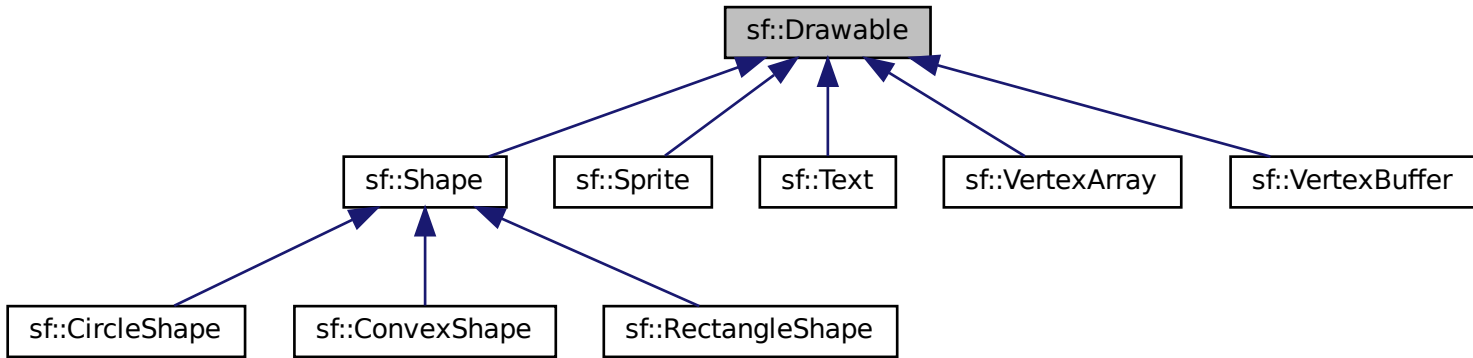 sf::Drawable
sf::Shape
sf::Sprite
sf::Text
sf::VertexArray
sf::VertexBuffer
sf::CircleShape
sf::ConvexShape
sf::RectangleShape